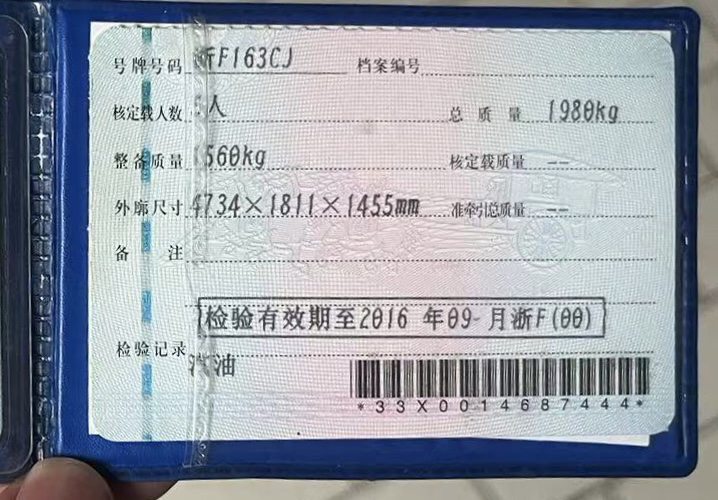 号牌号码 浙F163CJ 档案编号
核定载人数 5人 总质量 1980kg
整备质量 1560kg 核定载质量 --
外廓尺寸 4734×1811×1455mm 准牵引总质量 --
备注
检验有效期至2016年09月浙F(00)
检验记录
汽油
*33X0014687444*